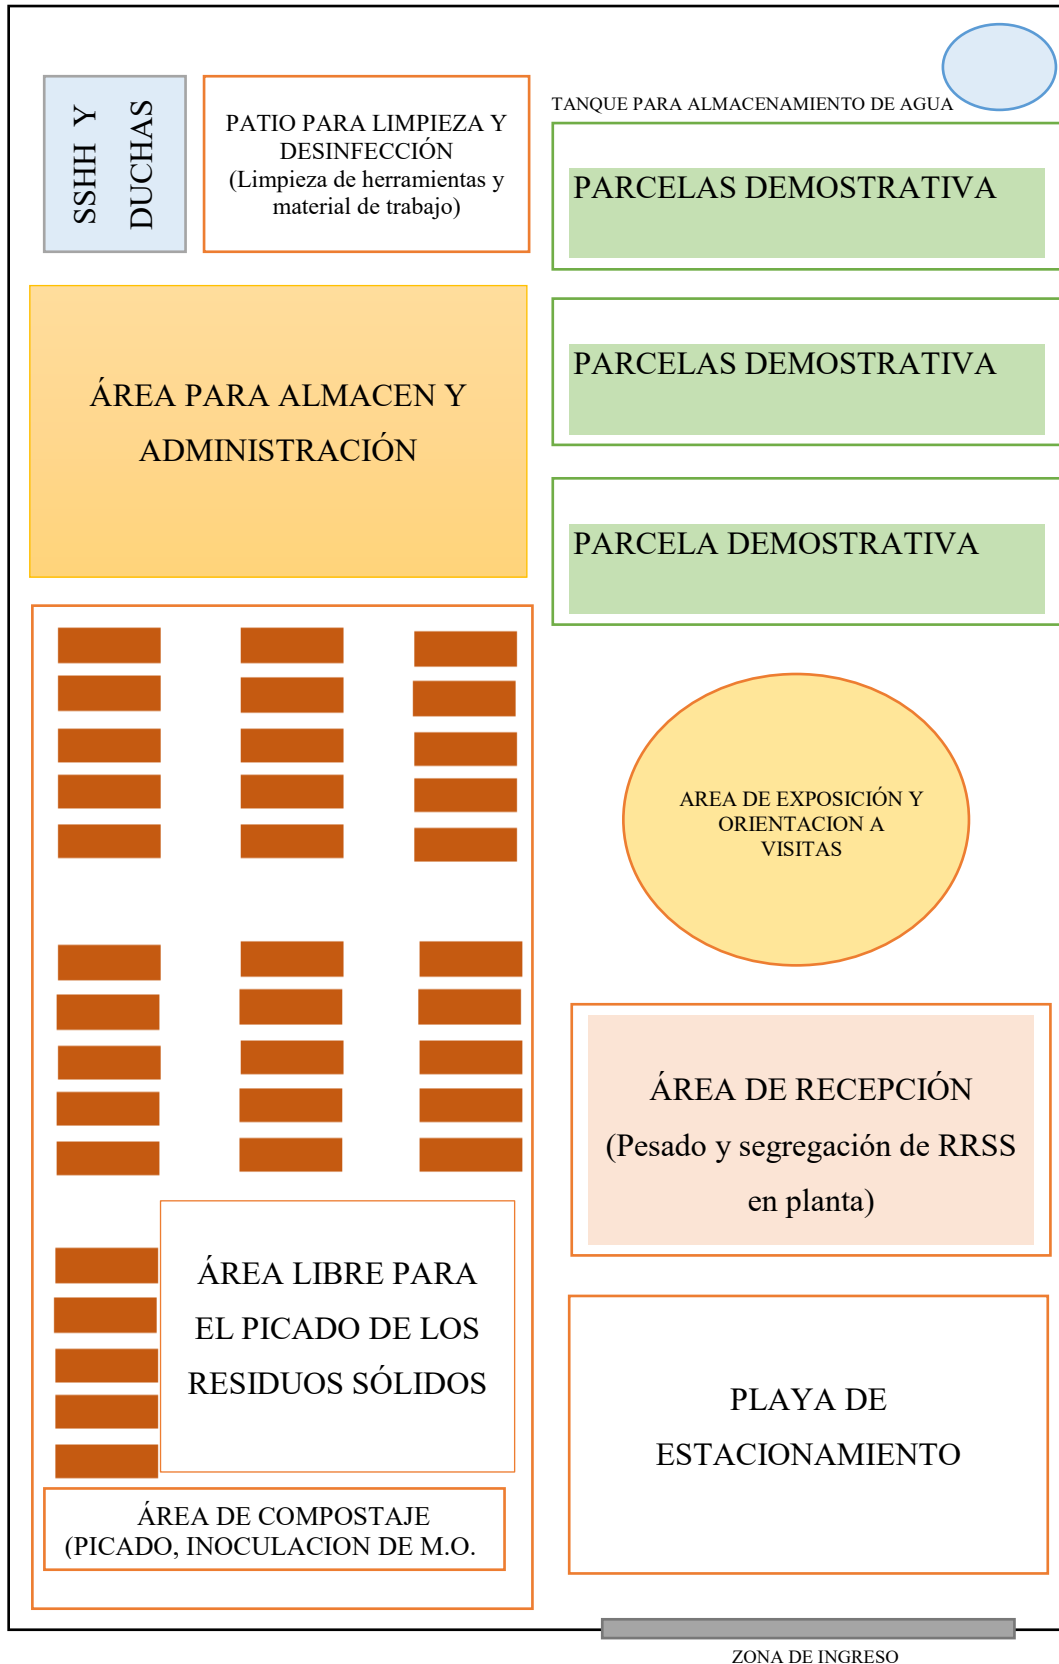 SSHH Y
DUCHAS
PATIO PARA LIMPIEZA Y
DESINFECCIÓN
(Limpieza de herramientas y
material de trabajo)
TANQUE PARA ALMACENAMIENTO DE AGUA
PARCELAS DEMOSTRATIVA
ÁREA PARA ALMACEN Y
ADMINISTRACIÓN
PARCELAS DEMOSTRATIVA
PARCELA DEMOSTRATIVA
AREA DE EXPOSICIÓN Y
ORIENTACION A
VISITAS
ÁREA DE RECEPCIÓN
(Pesado y segregación de RRSS
en planta)
ÁREA LIBRE PARA
EL PICADO DE LOS
RESIDUOS SÓLIDOS
PLAYA DE
ESTACIONAMIENTO
ÁREA DE COMPOSTAJE
(PICADO, INOCULACION DE M.O.
ZONA DE INGRESO